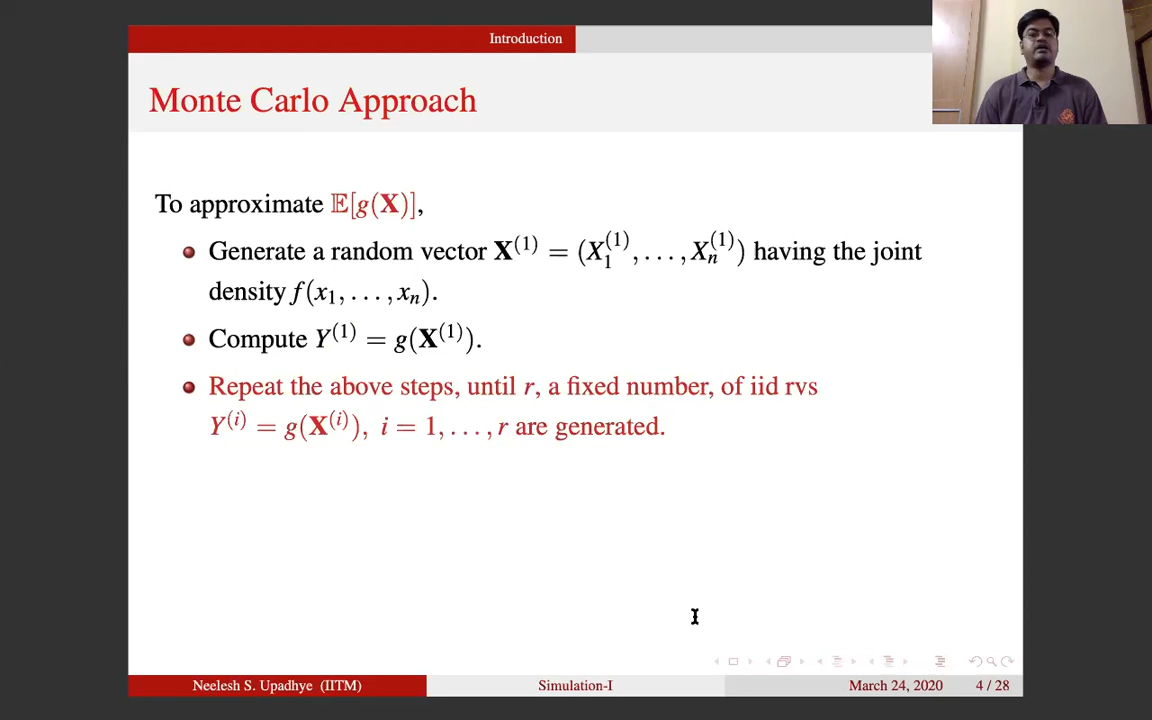 Introduction
Monte Carlo Approach
To approximate 𝔼[g(𝐗)],
Generate a random vector 𝐗^(1) = (X_1^(1), . . . , X_n^(1)) having the joint
density f(x_1, . . . , x_n).
Compute Y^(1) = g(𝐗^(1)).
Repeat the above steps, until r, a fixed number, of iid rvs
Y^(i) = g(𝐗^(i)), i = 1, . . . , r are generated.
Neelesh S. Upadhye (IITM) Simulation-I March 24, 2020 4 / 28